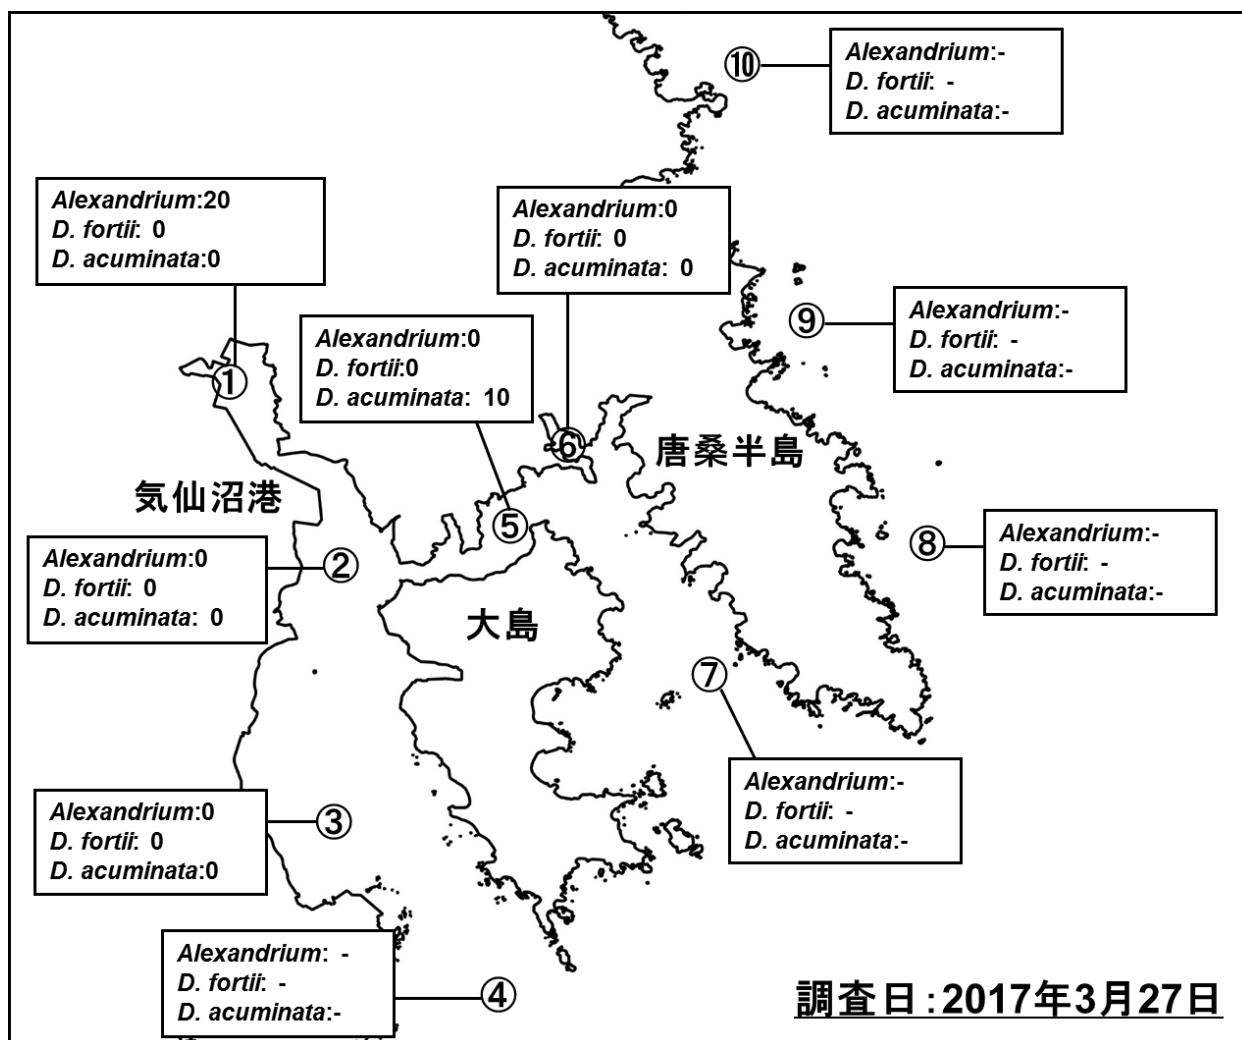 ⑩
Alexandrium:-
D. fortii: -
D. acuminata:-
Alexandrium:20
D. fortii: 0
D. acuminata:0
①
Alexandrium:0
D. fortii: 0
D. acuminata: 0
⑥
⑨
Alexandrium:-
D. fortii: -
D. acuminata:-
Alexandrium:0
D. fortii:0
D. acuminata: 10
⑤
唐桑半島
気仙沼港
Alexandrium:0
D. fortii: 0
D. acuminata: 0
②
⑧
Alexandrium:-
D. fortii: -
D. acuminata:-
大島
⑦
Alexandrium:-
D. fortii: -
D. acuminata:-
Alexandrium:0
D. fortii: 0
D. acuminata:0
③
Alexandrium: -
D. fortii: -
D. acuminata:-
④
調査日:2017年3月27日